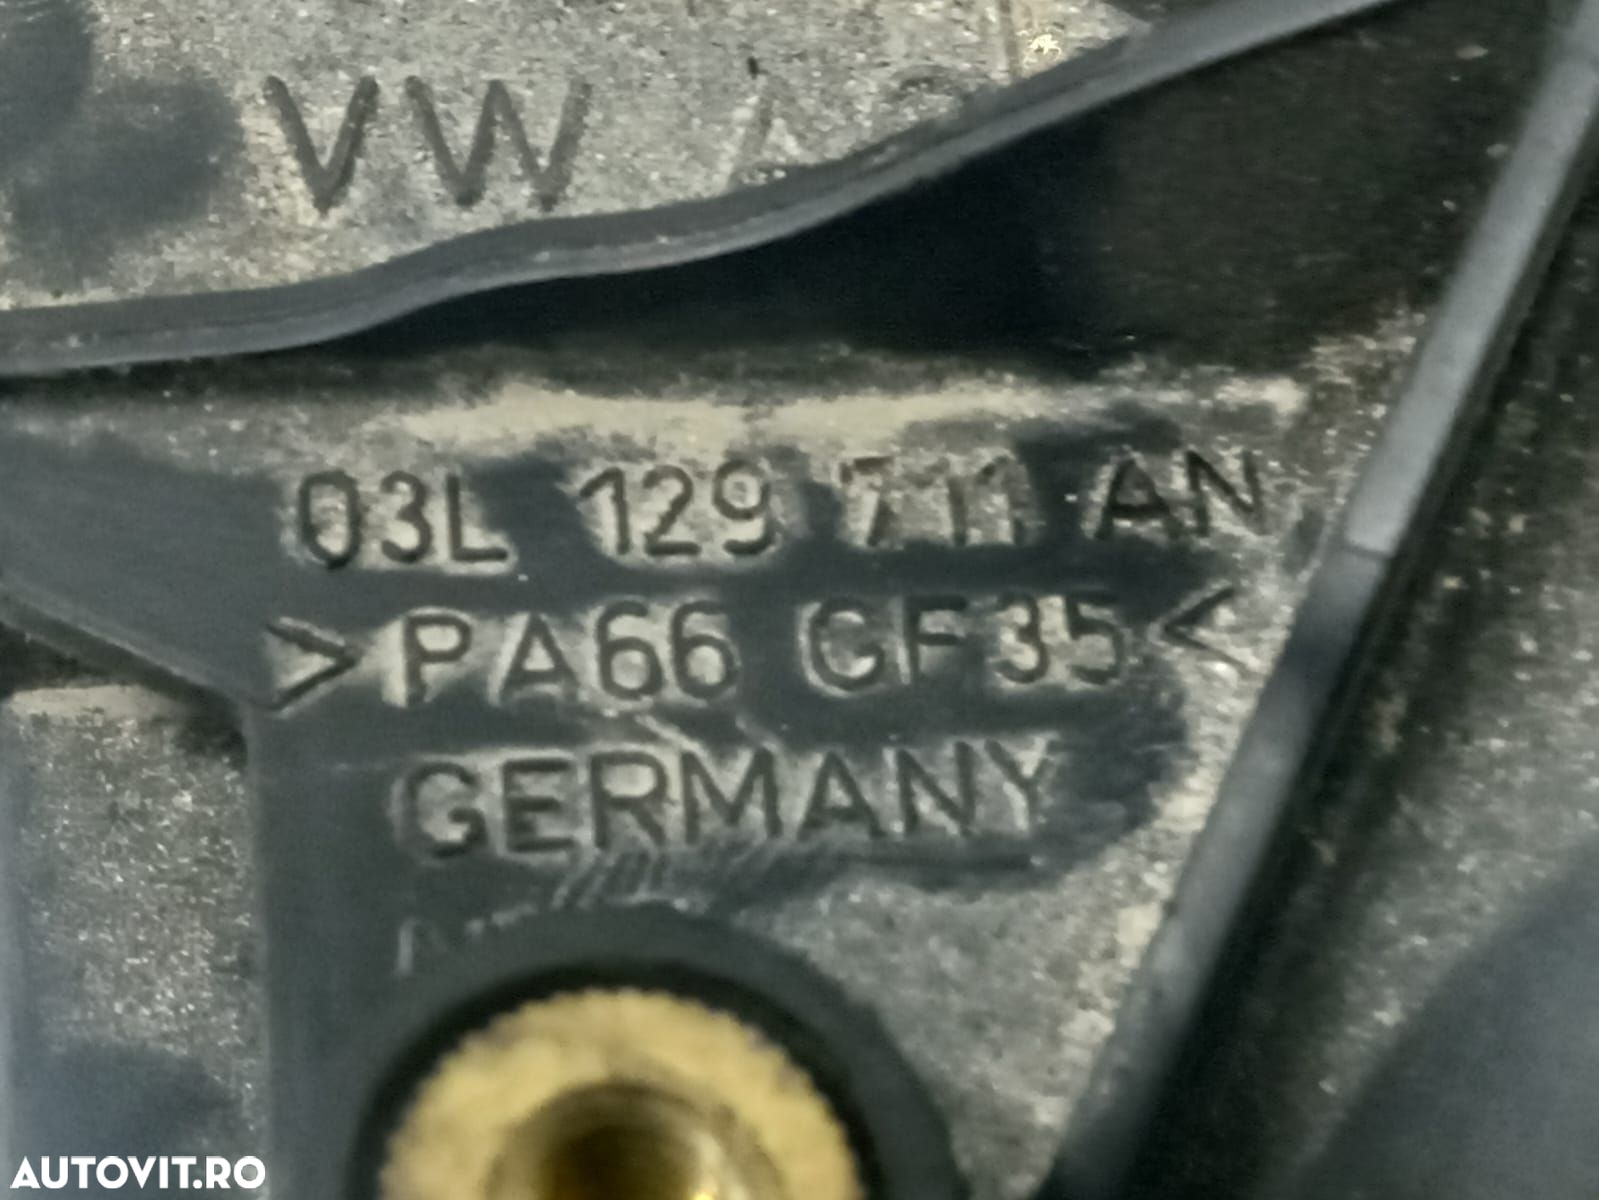 VW
03L 129 711 AN
>PA66 GF35<
GERMANY
AUTOVIT.RO